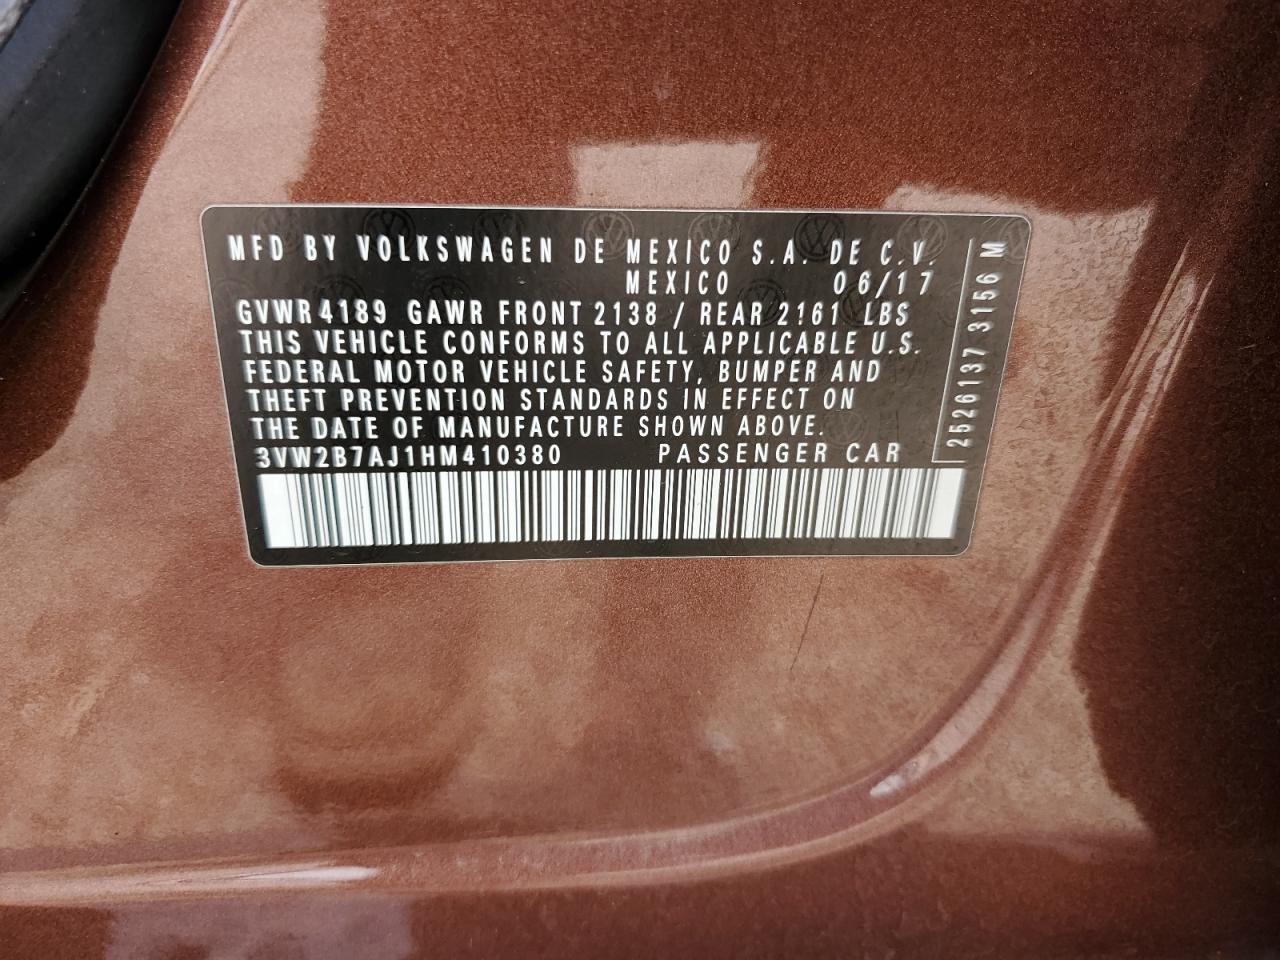 MFD BY VOLKSWAGEN DE MEXICO S.A. DE C.V.
MEXICO 06/17
GVWR 4189 GAWR FRONT 2138 / REAR 2161 LBS
THIS VEHICLE CONFORMS TO ALL APPLICABLE U.S.
FEDERAL MOTOR VEHICLE SAFETY, BUMPER AND
THEFT PREVENTION STANDARDS IN EFFECT ON
THE DATE OF MANUFACTURE SHOWN ABOVE.
3VW2B7AJ1HM410380 PASSENGER CAR
2526137 3156 M